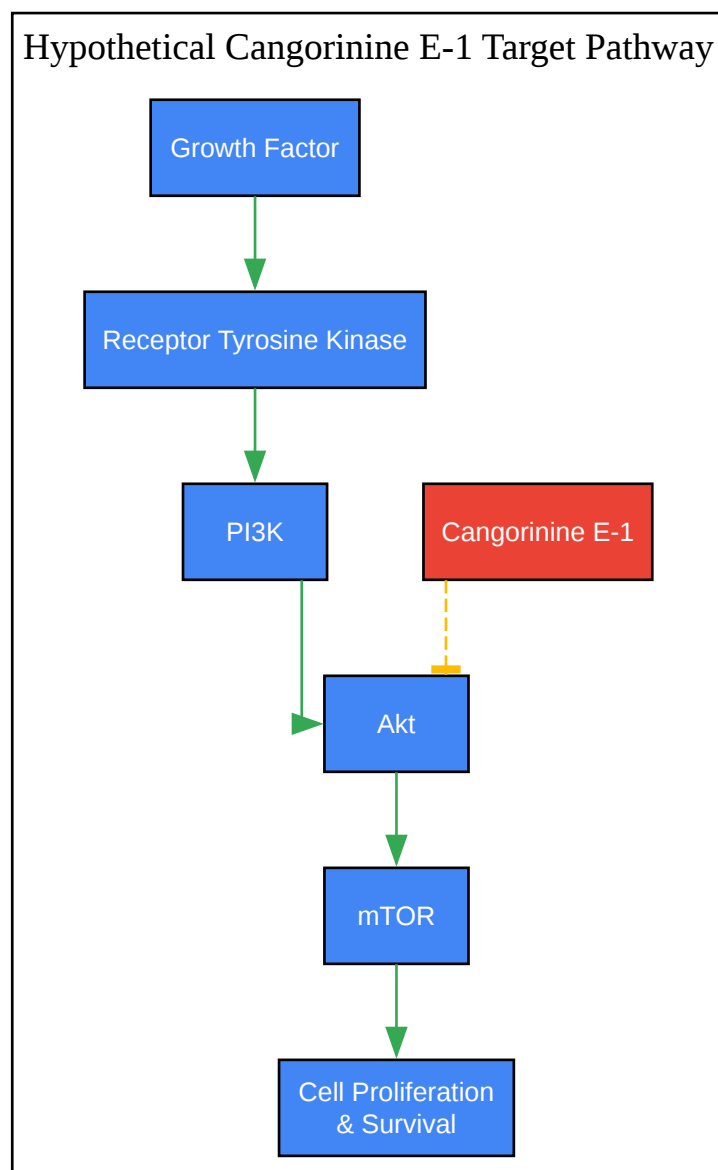 Hypothetical Cangorinine E-1 Target Pathway
Growth Factor
Receptor Tyrosine Kinase
PI3K
Cangorinine E-1
Akt
mTOR
Cell Proliferation
& Survival